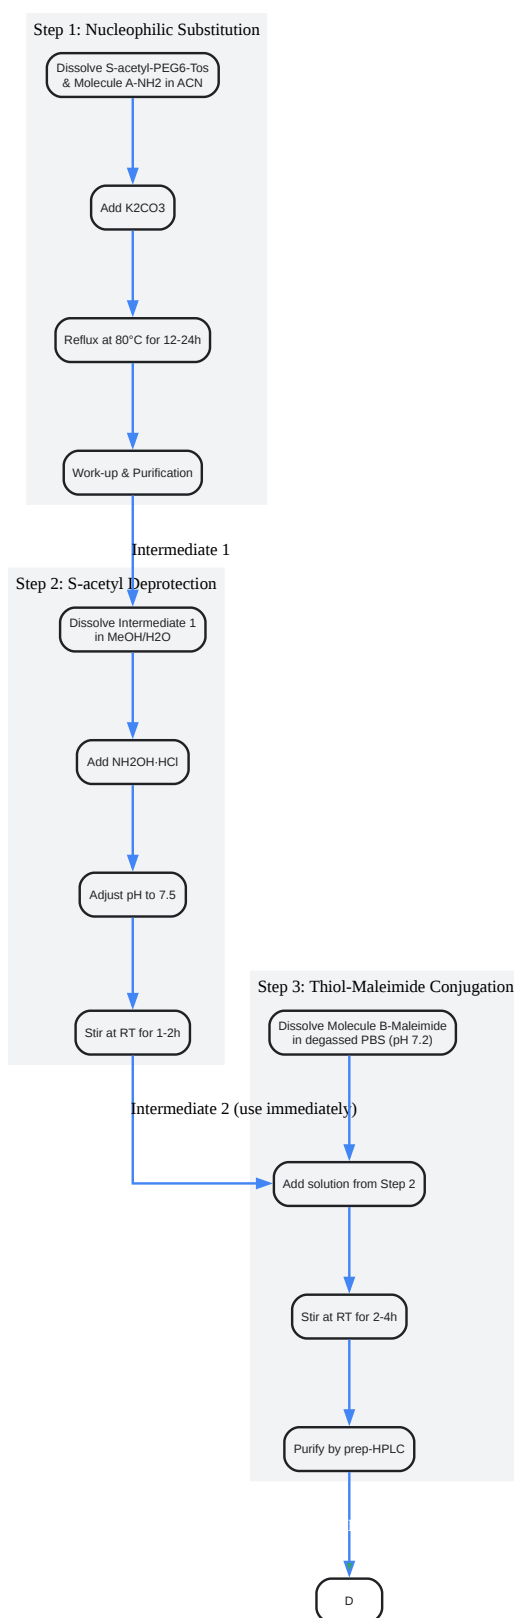 Step 1: Nucleophilic Substitution
Dissolve S-acetyl-PEG6-Tos
& Molecule A-NH2 in ACN
Add K2CO3
Reflux at 80°C for 12-24h
Work-up & Purification
Intermediate 1
Step 2: S-acetyl Deprotection
Dissolve Intermediate 1
in MeOH/H2O
Add NH2OH·HCl
Adjust pH to 7.5
Stir at RT for 1-2h
Intermediate 2 (use immediately)
Step 3: Thiol-Maleimide Conjugation
Dissolve Molecule B-Maleimide
in degassed PBS (pH 7.2)
Add solution from Step 2
Stir at RT for 2-4h
Purify by prep-HPLC
D